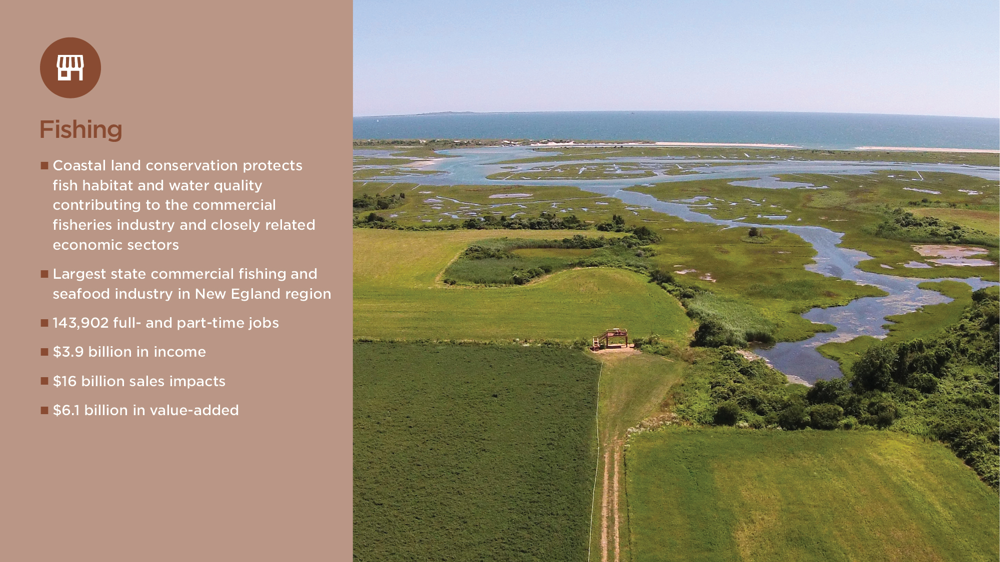 Fishing
■ Coastal land conservation protects
fish habitat and water quality
contributing to the commercial
fisheries industry and closely related
economic sectors
■ Largest state commercial fishing and
seafood industry in New Egland region
■ 143,902 full- and part-time jobs
■ $3.9 billion in income
■ $16 billion sales impacts
■ $6.1 billion in value-added